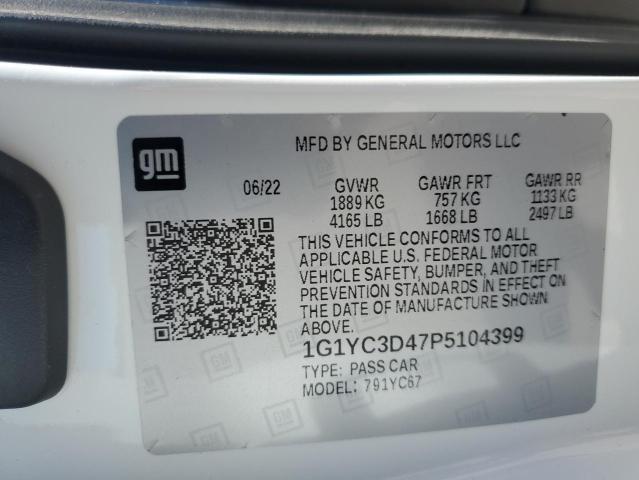 gm
MFD BY GENERAL MOTORS LLC
06/22 GVWR GAWR FRT GAWR RR
1889 KG 757 KG 1133 KG
4165 LB 1668 LB 2497 LB
THIS VEHICLE CONFORMS TO ALL
APPLICABLE U.S. FEDERAL MOTOR
VEHICLE SAFETY, BUMPER, AND THEFT
PREVENTION STANDARDS IN EFFECT ON
THE DATE OF MANUFACTURE SHOWN
ABOVE.
1G1YC3D47P5104399
TYPE: PASS CAR
MODEL: 791YC67